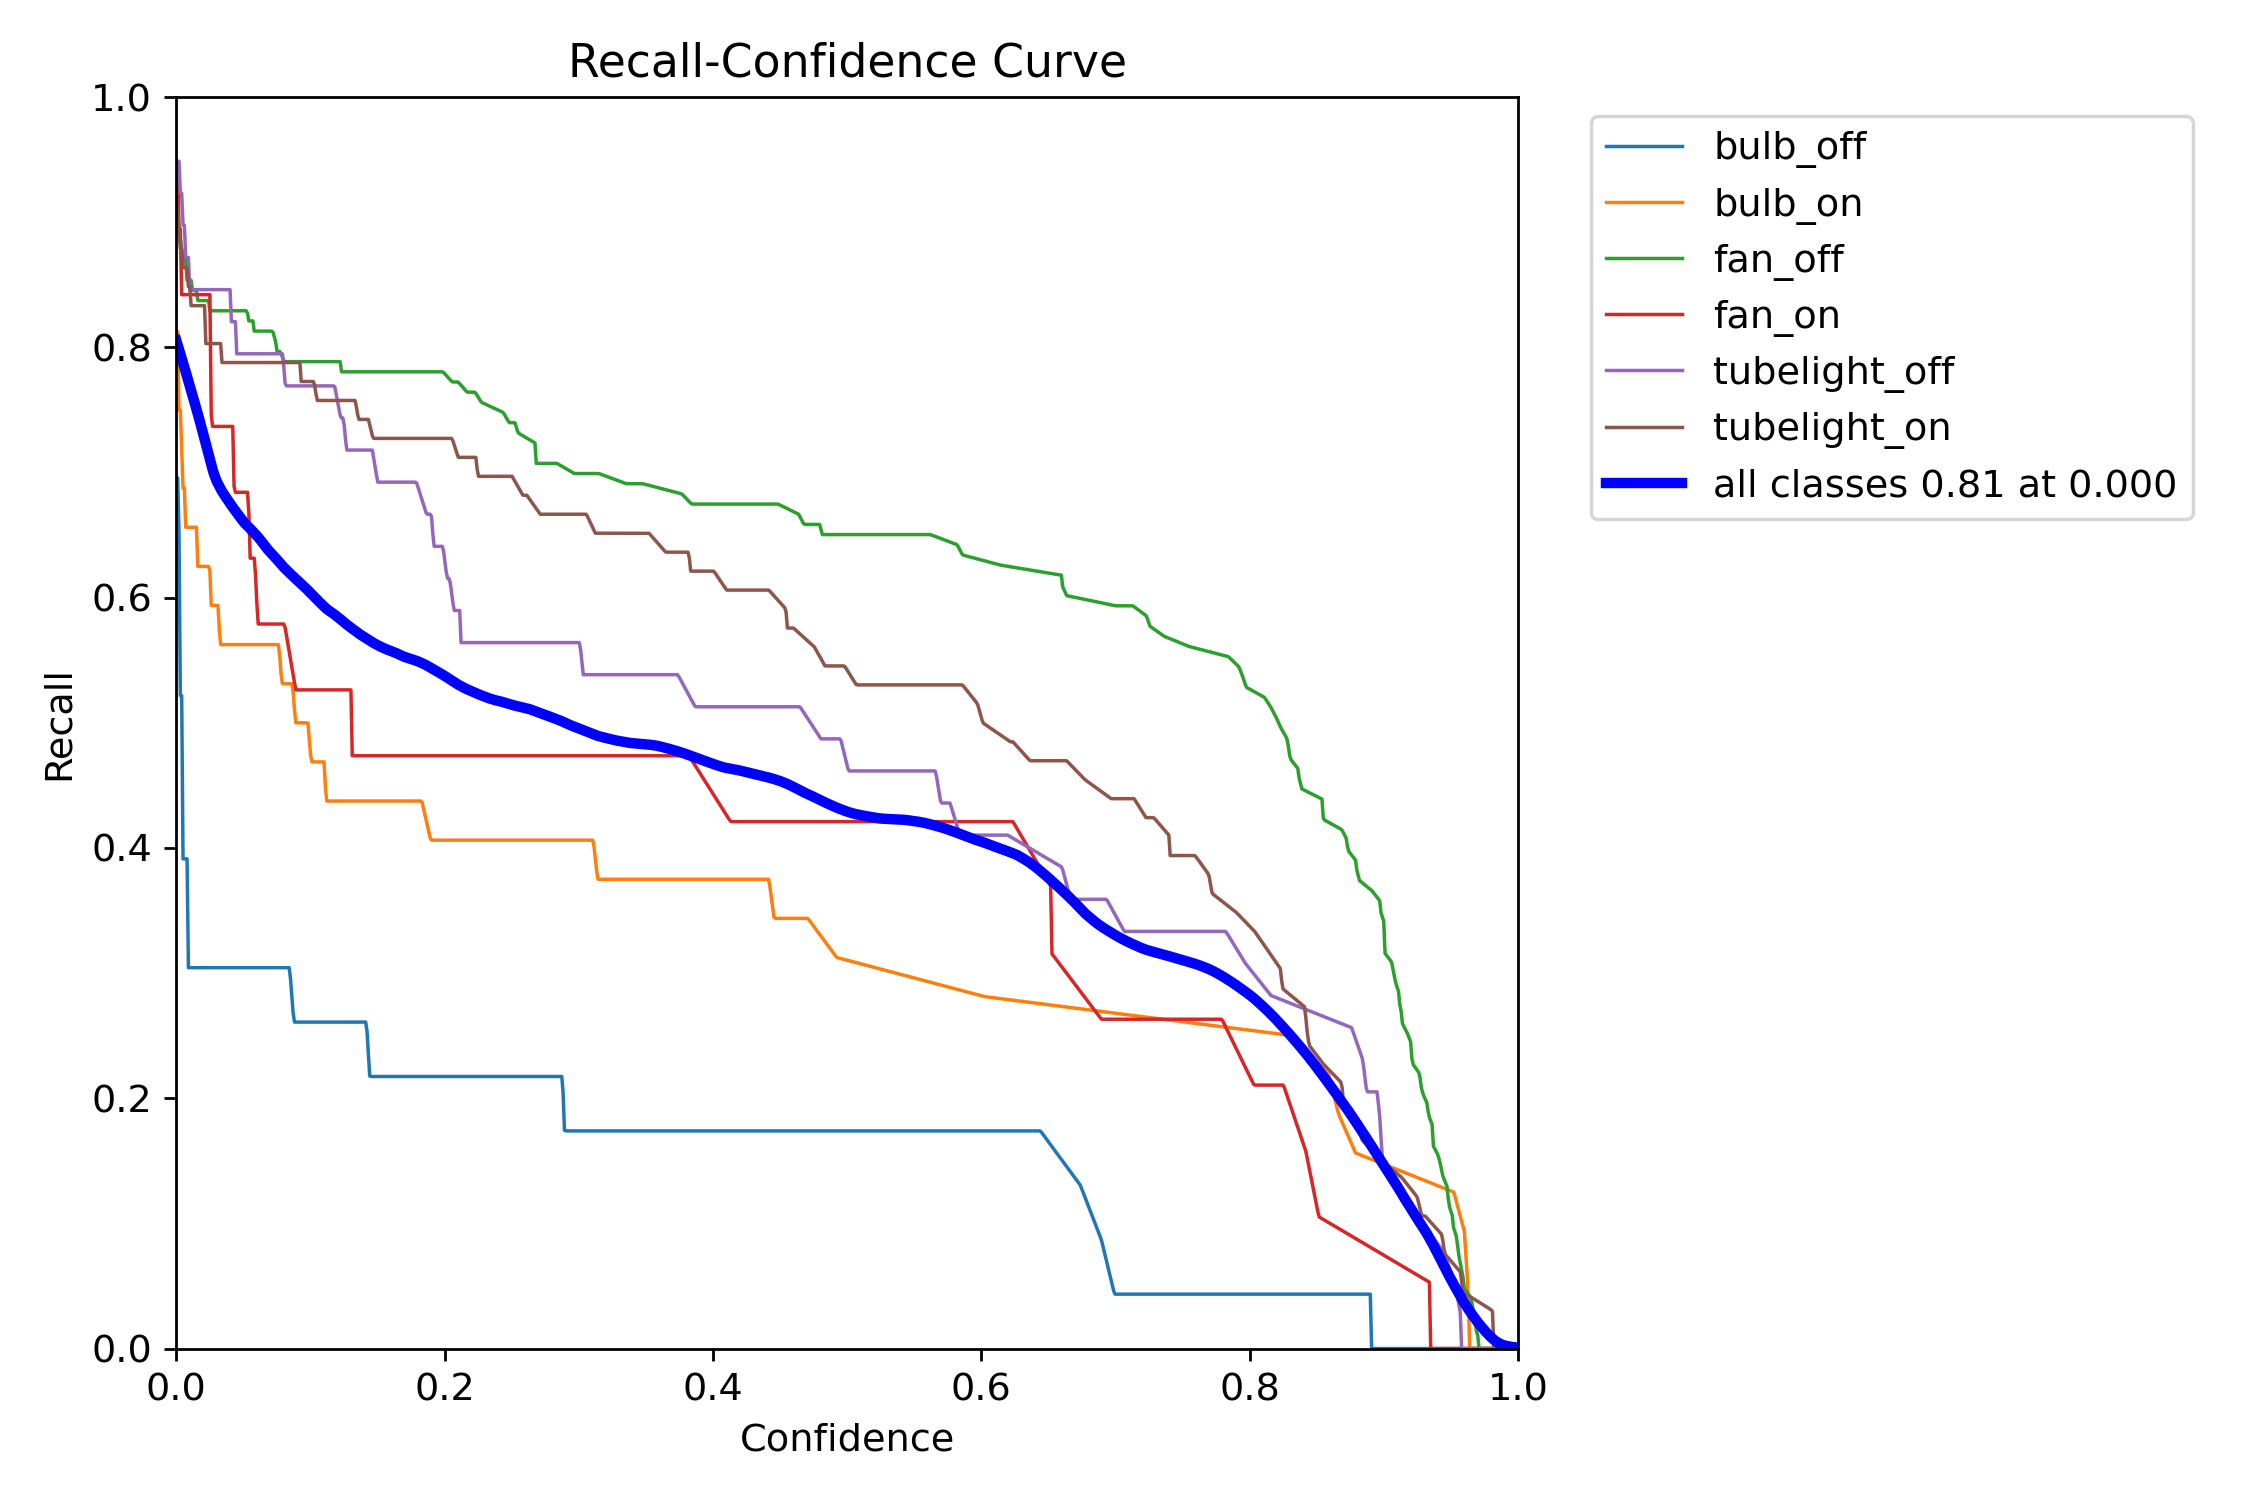 Recall-Confidence Curve
1.0
0.8
0.6
0.4
0.2
0.0
Recall
0.0 0.2 0.4 0.6 0.8 1.0
Confidence
bulb_off
bulb_on
fan_off
fan_on
tubelight_off
tubelight_on
all classes 0.81 at 0.000